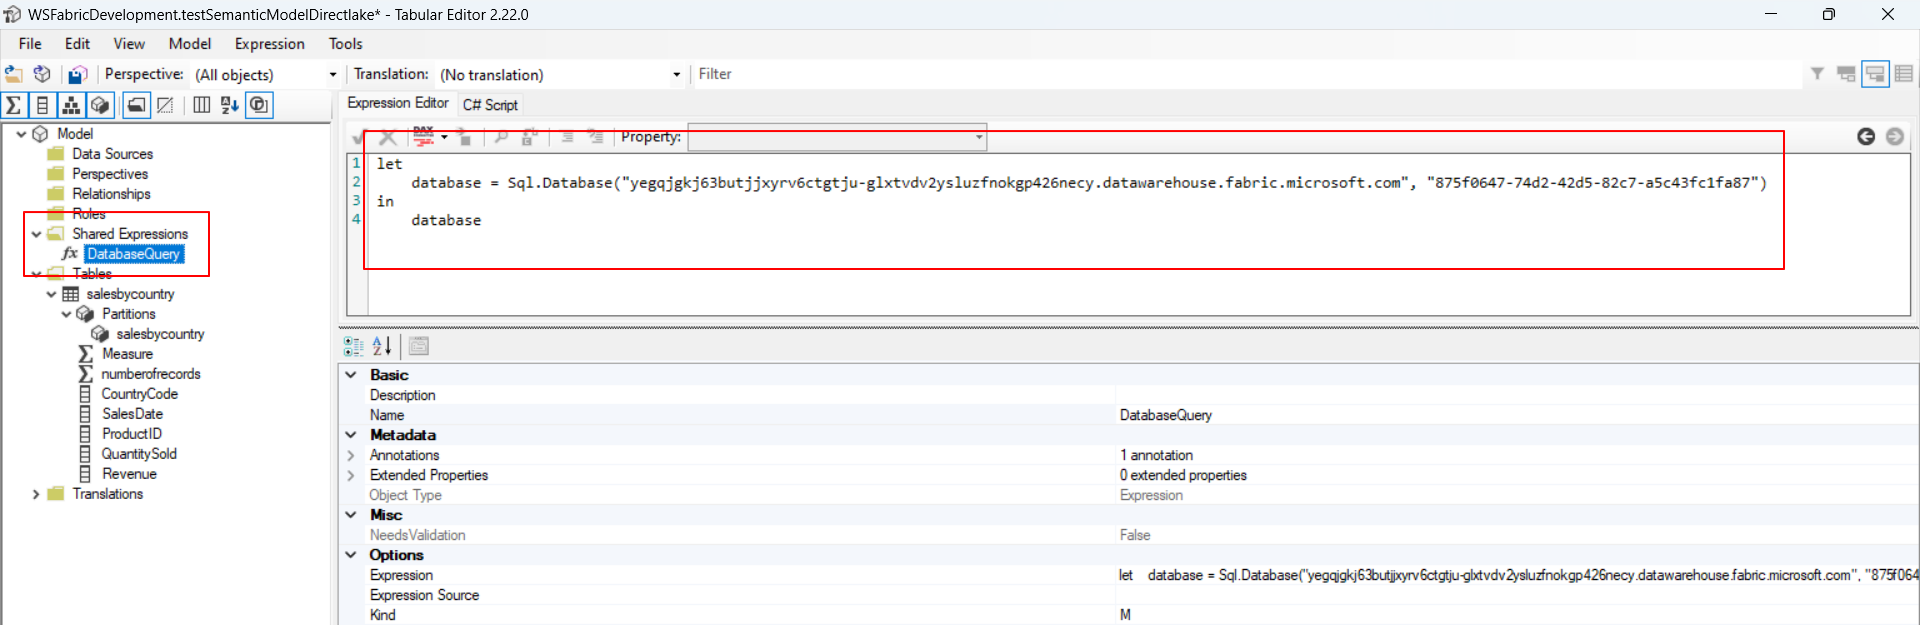 WSFabricDevelopment.testSemanticModelDirectlake* - Tabular Editor 2.22.0
File Edit View Model Expression Tools
Perspective: (All objects) Translation: (No translation) Filter
Expression Editor C# Script
DAX Property:
Model
Data Sources
Perspectives
Relationships
Roles
Shared Expressions
fx DatabaseQuery
Tables
salesbycountry
Partitions
salesbycountry
Measure
numberofrecords
CountryCode
SalesDate
ProductID
QuantitySold
Revenue
Translations
1 let
2 database = Sql.Database("yegqjgkj63butjjxyrv6ctgtju-glxtvdv2ysluzfnokgp426necy.datawarehouse.fabric.microsoft.com", "875f0647-74d2-42d5-82c7-a5c43fc1fa87")
3 in
4 database
Basic
Description
Name DatabaseQuery
Metadata
Annotations 1 annotation
Extended Properties 0 extended properties
Object Type Expression
Misc
NeedsValidation False
Options
Expression let database = Sql.Database("yegqjgkj63butjjxyrv6ctgtju-glxtvdv2ysluzfnokgp426necy.datawarehouse.fabric.microsoft.com", "875f064
Expression Source
Kind M